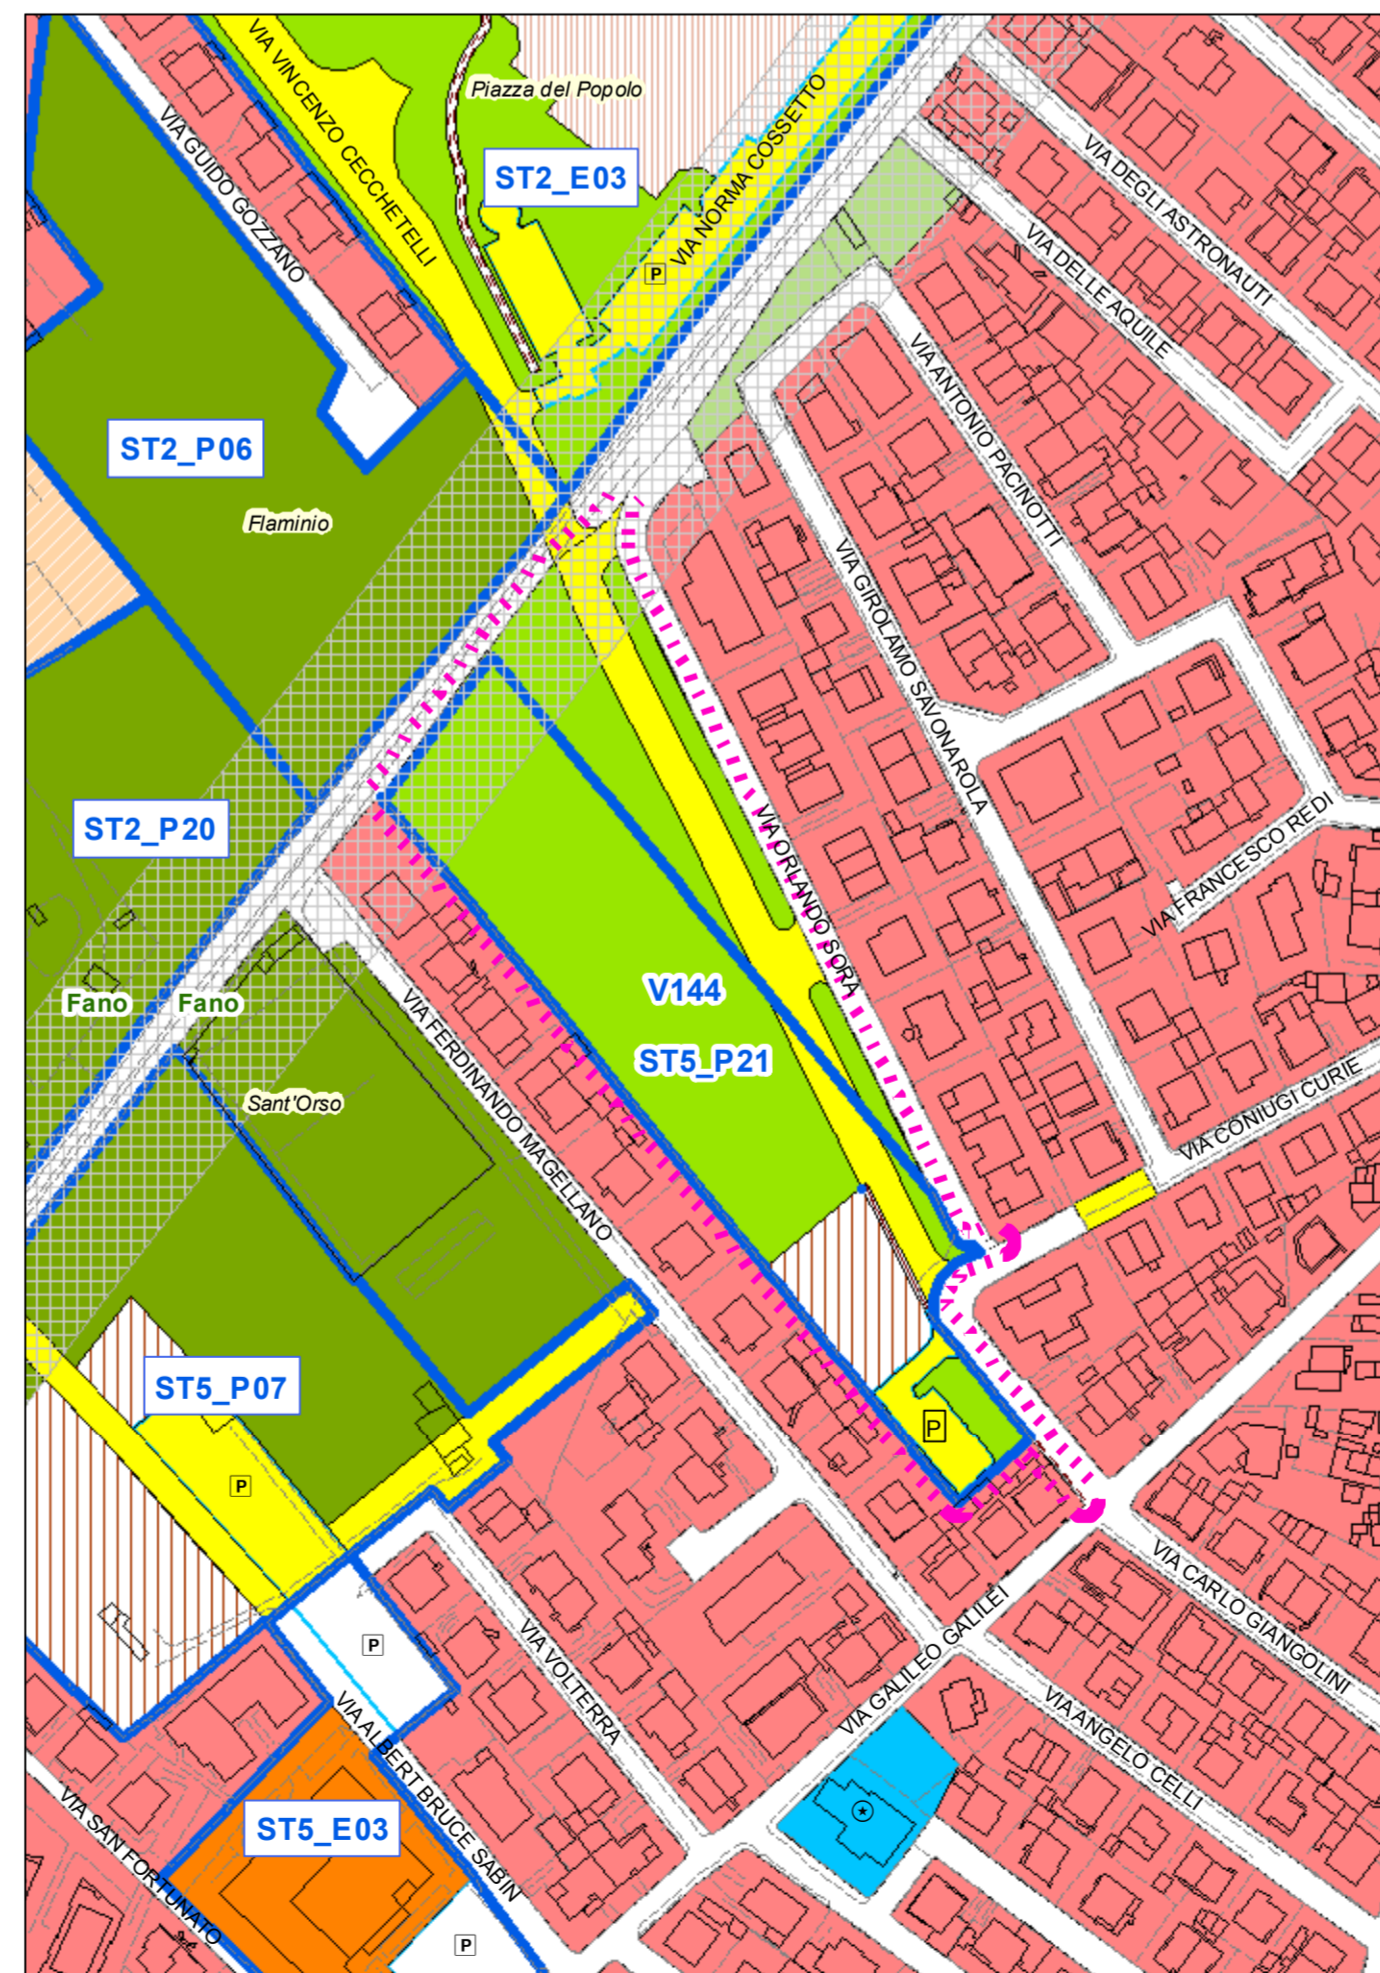 VIA VINCENZO CECCHETELLI
Piazza del Popolo
VIA GUIDO GOZZANO
ST2_E03
VIA NORMA COSSETTO
P
VIA DEGLI ASTRONAUTI
VIA DELLE AQUILE
VIA ANTONIO PACINOTTI
ST2_P06
Flaminio
VIA GIROLAMO SAVONAROLA
ST2_P20
VIA ORLANDO SORA
VIA FRANCESCO REDI
Fano
Fano
V144
ST5_P21
VIA FERDINANDO MAGELLANO
Sant'Orso
VIA CONIUGI CURIE
ST5_P07
P
P
P
VIA VOLTERRA
VIA GALILEO GALILEI
VIA CARLO GIANGOLINI
VIA ANGELO CELLI
VIA ALBERT BRUCE SABIN
ST5_E03
VIA SAN FORTUNATO
P